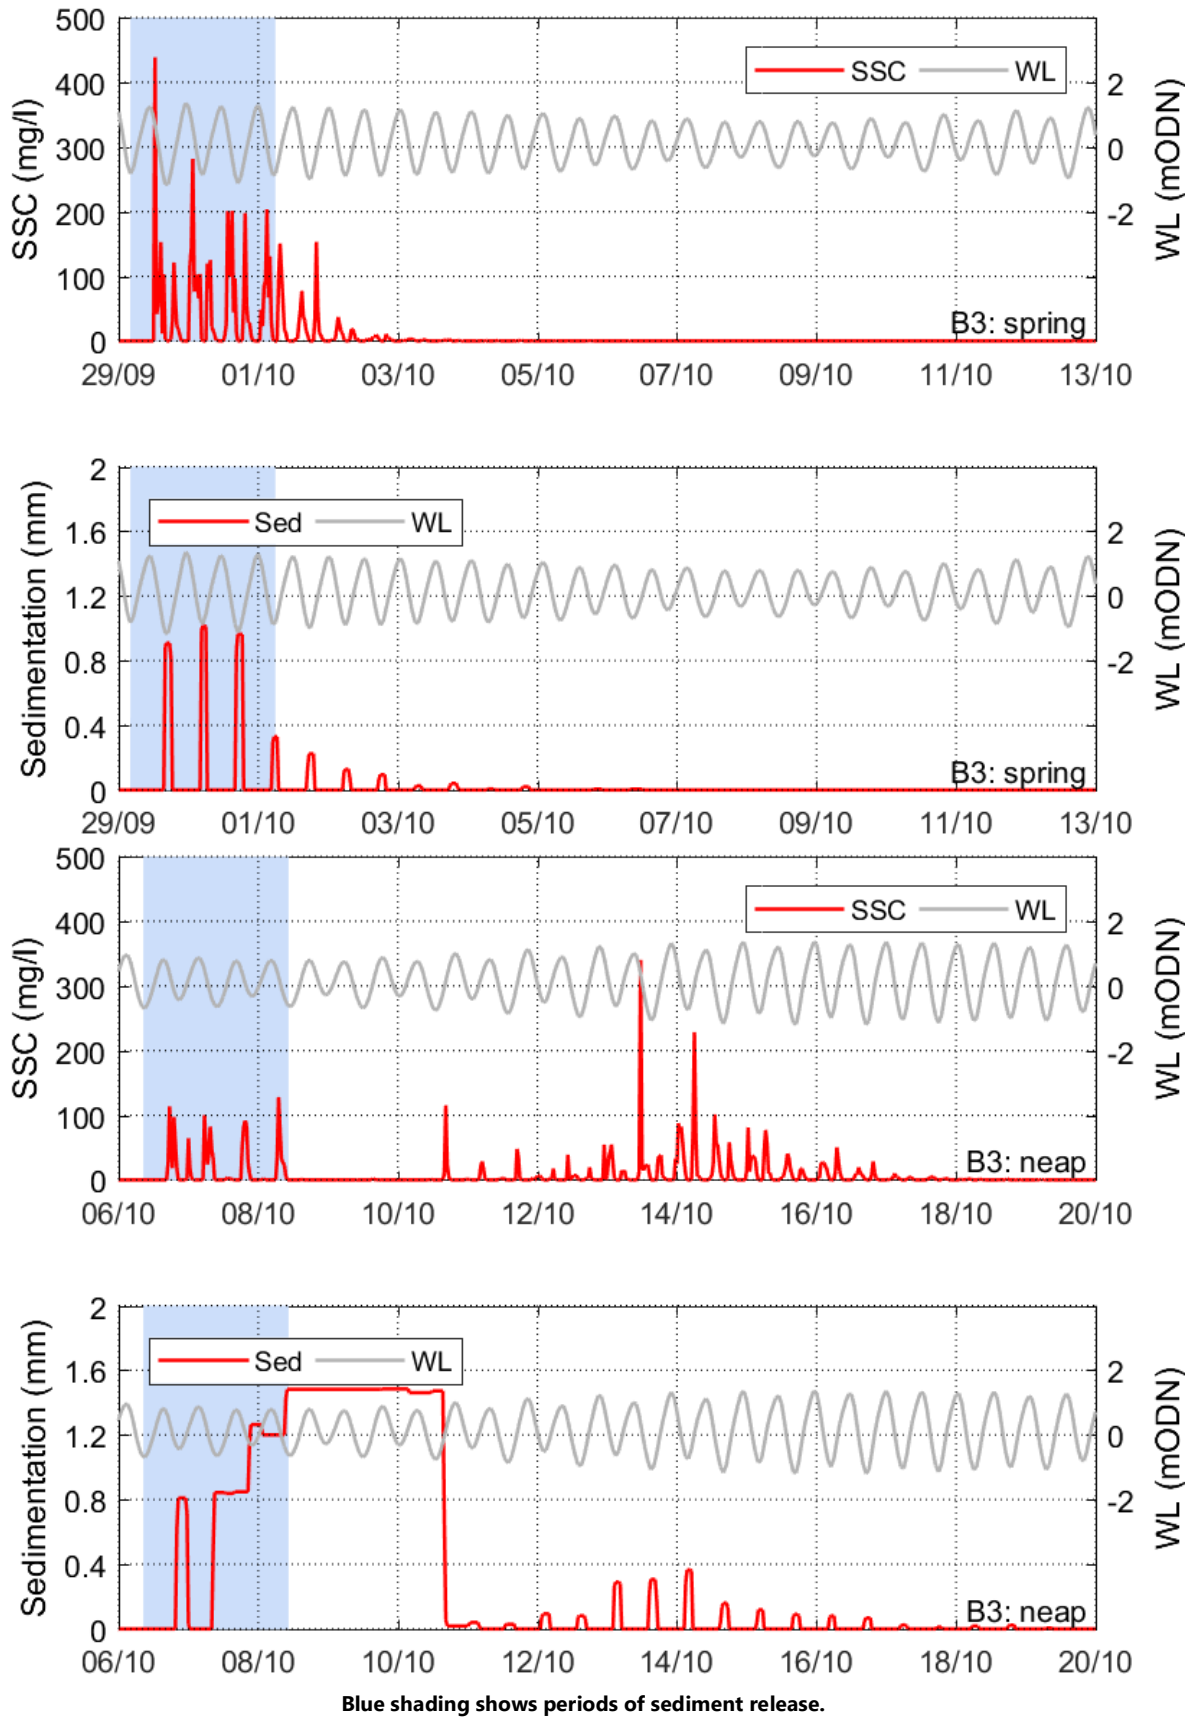 500
400
300
200
100
0
SSC (mg/l)
SSC WL
2
0
-2
WL (mODN)
B3: spring
29/09 01/10 03/10 05/10 07/10 09/10 11/10 13/10
2
1.6
1.2
0.8
0.4
0
Sedimentation (mm)
Sed WL
2
0
-2
WL (mODN)
B3: spring
29/09 01/10 03/10 05/10 07/10 09/10 11/10 13/10
500
400
300
200
100
0
SSC (mg/l)
SSC WL
2
0
-2
WL (mODN)
B3: neap
06/10 08/10 10/10 12/10 14/10 16/10 18/10 20/10
2
1.6
1.2
0.8
0.4
0
Sedimentation (mm)
Sed WL
2
0
-2
WL (mODN)
B3: neap
06/10 08/10 10/10 12/10 14/10 16/10 18/10 20/10
Blue shading shows periods of sediment release.